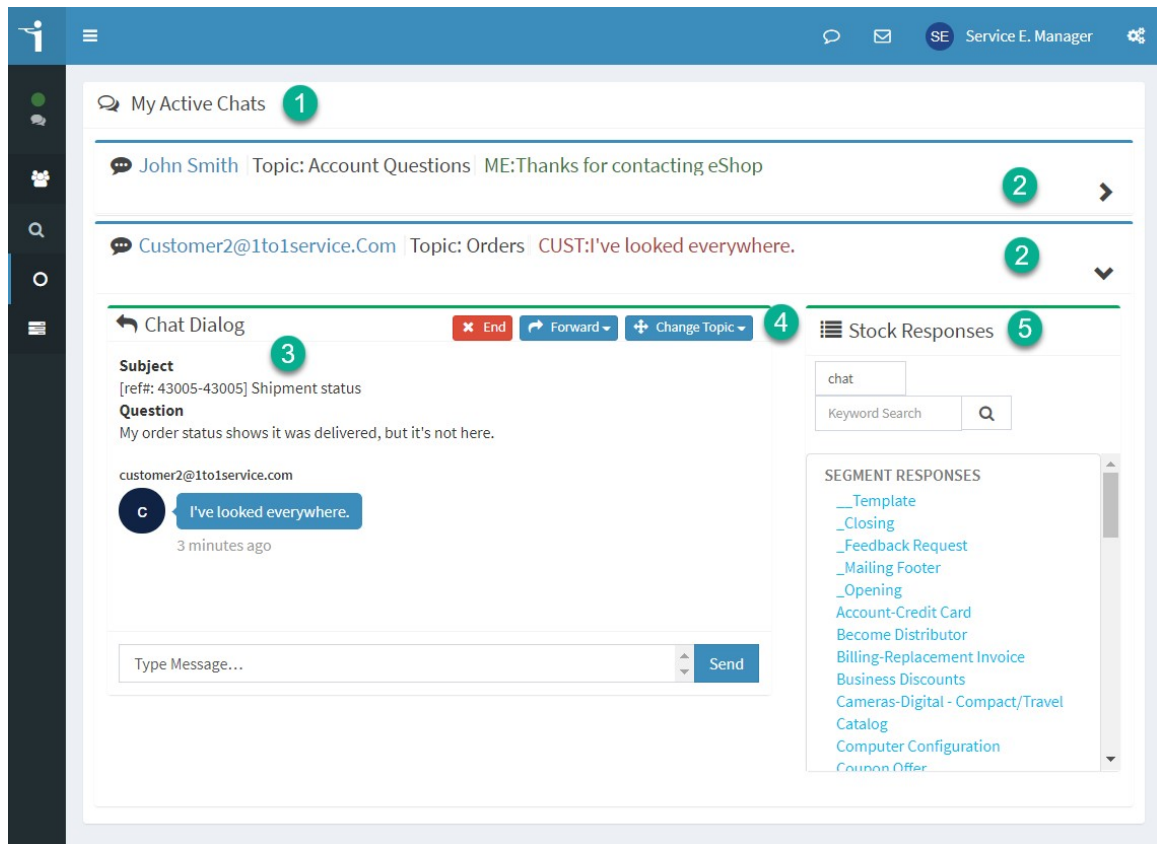 SE Service E. Manager
My Active Chats 1
John Smith Topic: Account Questions ME:Thanks for contacting eShop
2
Customer2@1to1service.Com Topic: Orders CUST:I've looked everywhere.
2
Chat Dialog
3
End Forward Change Topic
4
Subject
[ref#: 43005-43005] Shipment status
Question
My order status shows it was delivered, but it's not here.
customer2@1to1service.com
C I've looked everywhere.
3 minutes ago
Type Message... Send
Stock Responses 5
chat
Keyword Search
SEGMENT RESPONSES
__Template
_Closing
_Feedback Request
_Mailing Footer
_Opening
Account-Credit Card
Become Distributor
Billing-Replacement Invoice
Business Discounts
Cameras-Digital - Compact/Travel
Catalog
Computer Configuration
Coupon Offer